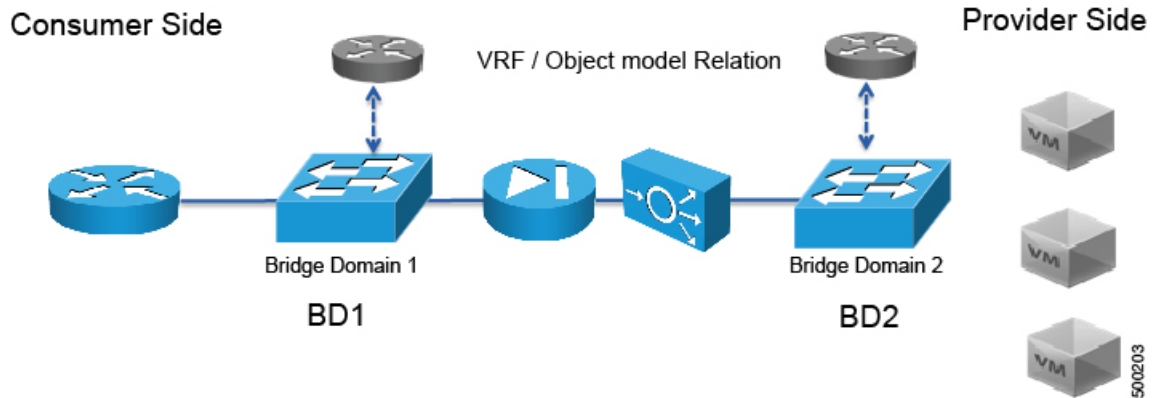 Consumer Side
Provider Side
VRF / Object model Relation
VM
VM
VM
Bridge Domain 1
Bridge Domain 2
BD1
BD2
500203